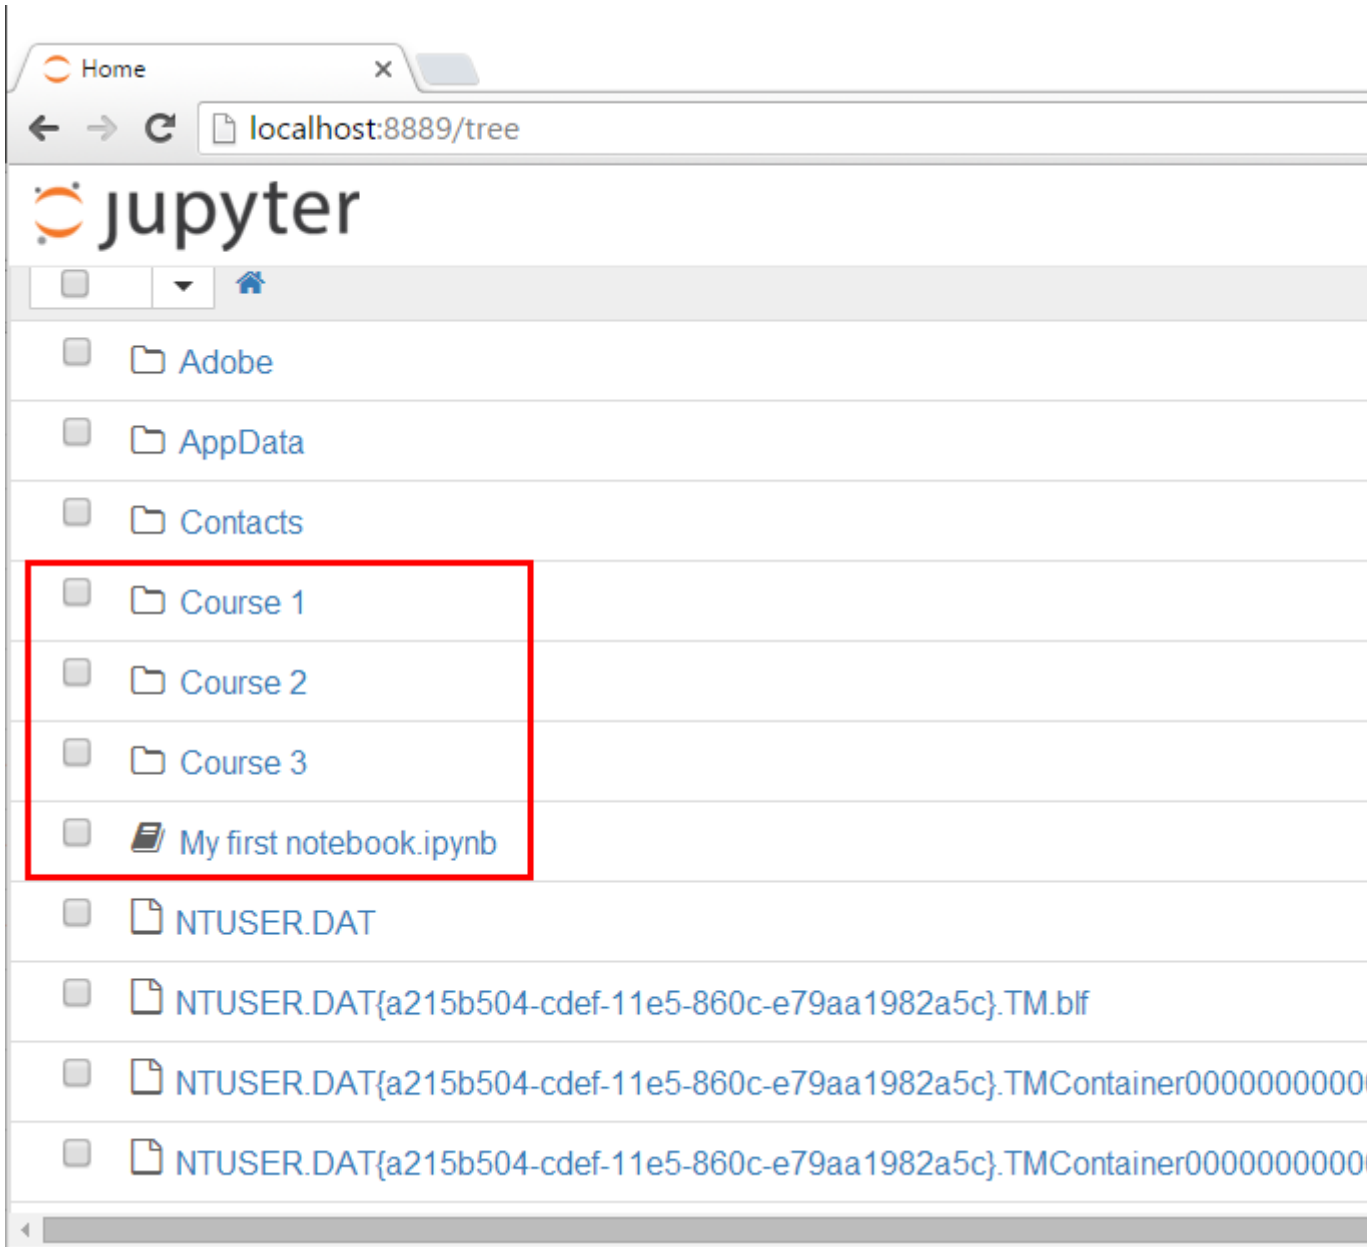 Home
localhost:8889/tree
jupyter
Adobe
AppData
Contacts
Course 1
Course 2
Course 3
My first notebook.ipynb
NTUSER.DAT
NTUSER.DAT{a215b504-cdef-11e5-860c-e79aa1982a5c}.TM.blf
NTUSER.DAT{a215b504-cdef-11e5-860c-e79aa1982a5c}.TMContainer00000000000
NTUSER.DAT{a215b504-cdef-11e5-860c-e79aa1982a5c}.TMContainer00000000000